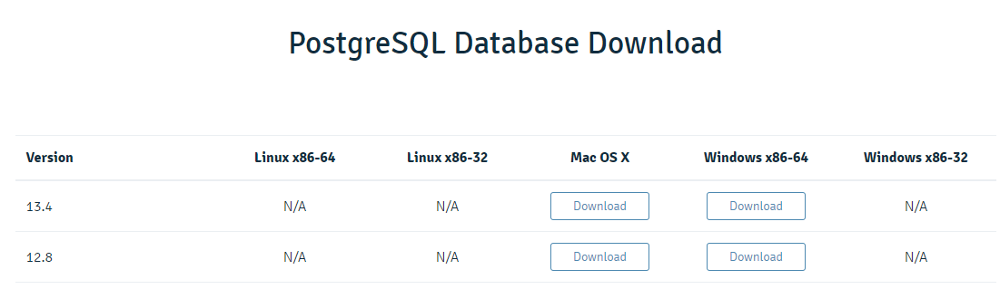 PostgreSQL Database Download
Version Linux x86-64 Linux x86-32 Mac OS X Windows x86-64 Windows x86-32
13.4 N/A N/A Download Download N/A
12.8 N/A N/A Download Download N/A